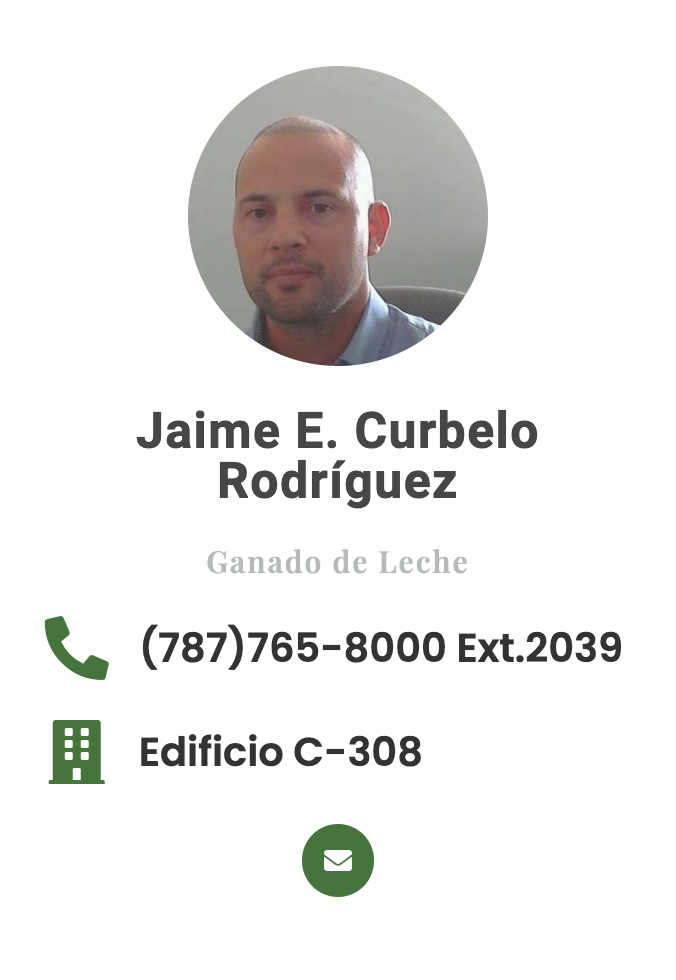 Jaime E. Curbelo
Rodríguez
Ganado de Leche
(787)765-8000 Ext.2039
Edificio C-308